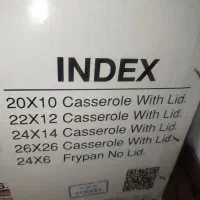 INDEX
20X10 Casserole With Lid.
22X12 Casserole With Lid.
24X14 Casserole With Lid.
26X26 Casserole With Lid.
24X6 Frypan No Lid.